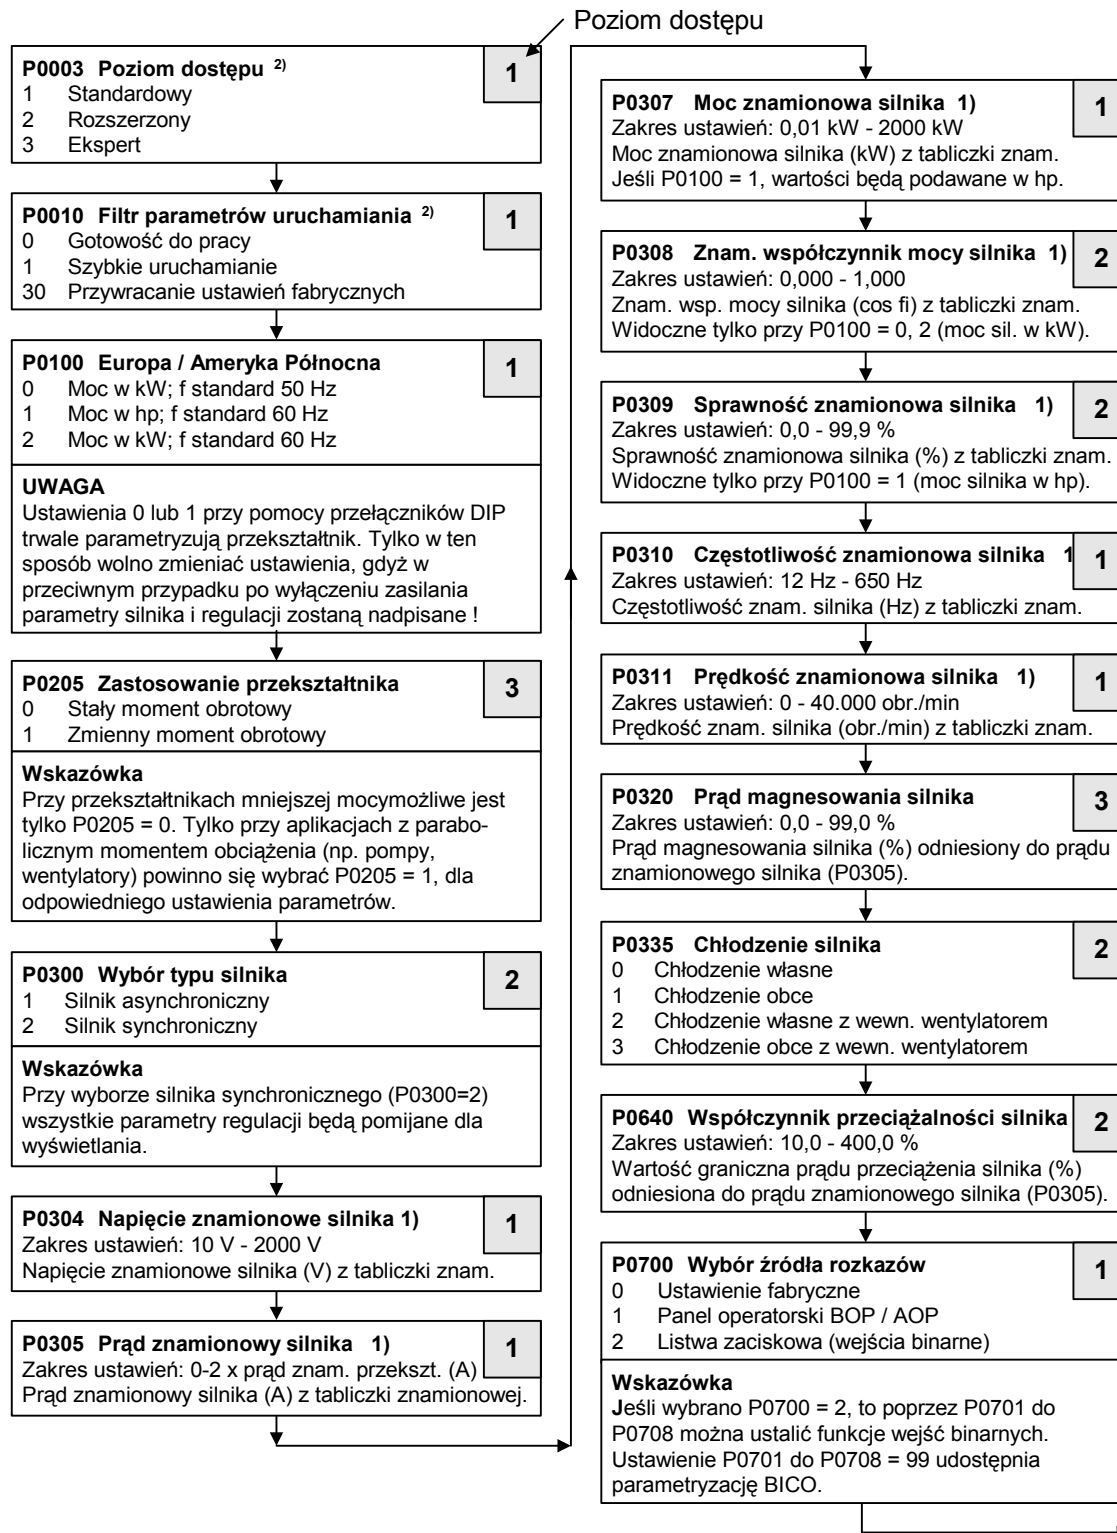 Poziom dostępu
P0003 Poziom dostępu 2)
1
1 Standardowy
2 Rozszerzony
3 Ekspert
P0010 Filtr parametrów uruchamiania 2)
1
0 Gotowość do pracy
1 Szybkie uruchamianie
30 Przywracanie ustawień fabrycznych
P0100 Europa / Ameryka Północna
1
0 Moc w kW; f standard 50 Hz
1 Moc w hp; f standard 60 Hz
2 Moc w kW; f standard 60 Hz
UWAGA
Ustawienia 0 lub 1 przy pomocy przełączników DIP
trwale parametryzują przekształtnik. Tylko w ten
sposób wolno zmieniać ustawienia, gdyż w
przeciwnym przypadku po wyłączeniu zasilania
parametry silnika i regulacji zostaną nadpisane !
P0205 Zastosowanie przekształtnika
3
0 Stały moment obrotowy
1 Zmienny moment obrotowy
Wskazówka
Przy przekształtnikach mniejszej mocymożliwe jest
tylko P0205 = 0. Tylko przy aplikacjach z parabo-
licznym momentem obciążenia (np. pompy,
wentylatory) powinno się wybrać P0205 = 1, dla
odpowiedniego ustawienia parametrów.
P0300 Wybór typu silnika
2
1 Silnik asynchroniczny
2 Silnik synchroniczny
Wskazówka
Przy wyborze silnika synchronicznego (P0300=2)
wszystkie parametry regulacji będą pomijane dla
wyświetlania.
P0304 Napięcie znamionowe silnika 1)
1
Zakres ustawień: 10 V - 2000 V
Napięcie znamionowe silnika (V) z tabliczki znam.
P0305 Prąd znamionowy silnika 1)
1
Zakres ustawień: 0-2 x prąd znam. przekszt. (A)
Prąd znamionowy silnika (A) z tabliczki znamionowej.
P0307 Moc znamionowa silnika 1)
1
Zakres ustawień: 0,01 kW - 2000 kW
Moc znamionowa silnika (kW) z tabliczki znam.
Jeśli P0100 = 1, wartości będą podawane w hp.
P0308 Znam. współczynnik mocy silnika 1)
2
Zakres ustawień: 0,000 - 1,000
Znam. wsp. mocy silnika (cos fi) z tabliczki znam.
Widoczne tylko przy P0100 = 0, 2 (moc sil. w kW).
P0309 Sprawność znamionowa silnika 1)
2
Zakres ustawień: 0,0 - 99,9 %
Sprawność znamionowa silnika (%) z tabliczki znam.
Widoczne tylko przy P0100 = 1 (moc silnika w hp).
P0310 Częstotliwość znamionowa silnika 1
1
Zakres ustawień: 12 Hz - 650 Hz
Częstotliwość znam. silnika (Hz) z tabliczki znam.
P0311 Prędkość znamionowa silnika 1)
1
Zakres ustawień: 0 - 40.000 obr./min
Prędkość znam. silnika (obr./min) z tabliczki znam.
P0320 Prąd magnesowania silnika
3
Zakres ustawień: 0,0 - 99,0 %
Prąd magnesowania silnika (%) odniesiony do prądu
znamionowego silnika (P0305).
P0335 Chłodzenie silnika
2
0 Chłodzenie własne
1 Chłodzenie obce
2 Chłodzenie własne z wewn. wentylatorem
3 Chłodzenie obce z wewn. wentylatorem
P0640 Współczynnik przeciążalności silnika
2
Zakres ustawień: 10,0 - 400,0 %
Wartość graniczna prądu przeciążenia silnika (%)
odniesiona do prądu znamionowego silnika (P0305).
P0700 Wybór źródła rozkazów
1
0 Ustawienie fabryczne
1 Panel operatorski BOP / AOP
2 Listwa zaciskowa (wejścia binarne)
Wskazówka
Jeśli wybrano P0700 = 2, to poprzez P0701 do
P0708 można ustalić funkcje wejść binarnych.
Ustawienie P0701 do P0708 = 99 udostępnia
parametryzację BICO.